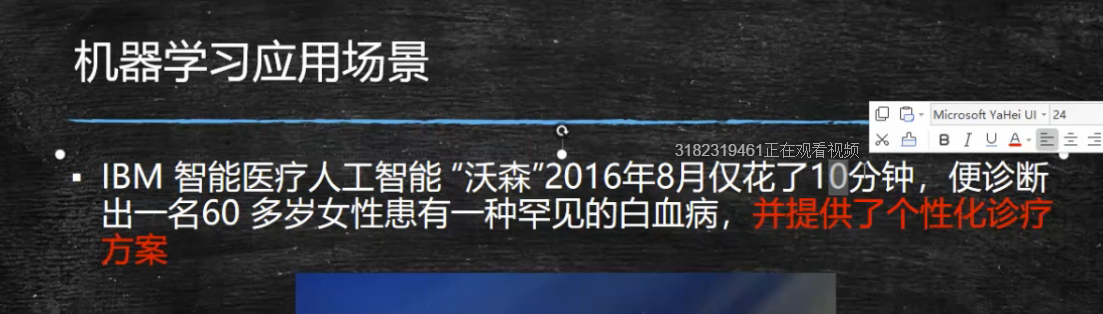 机器学习应用场景
Microsoft YaHei UI 24
3182319461正在观看视频
B I U A
IBM 智能医疗人工智能 “沃森”2016年8月仅花了10分钟，便诊断
出一名60 多岁女性患有一种罕见的白血病，并提供了个性化诊疗
方案